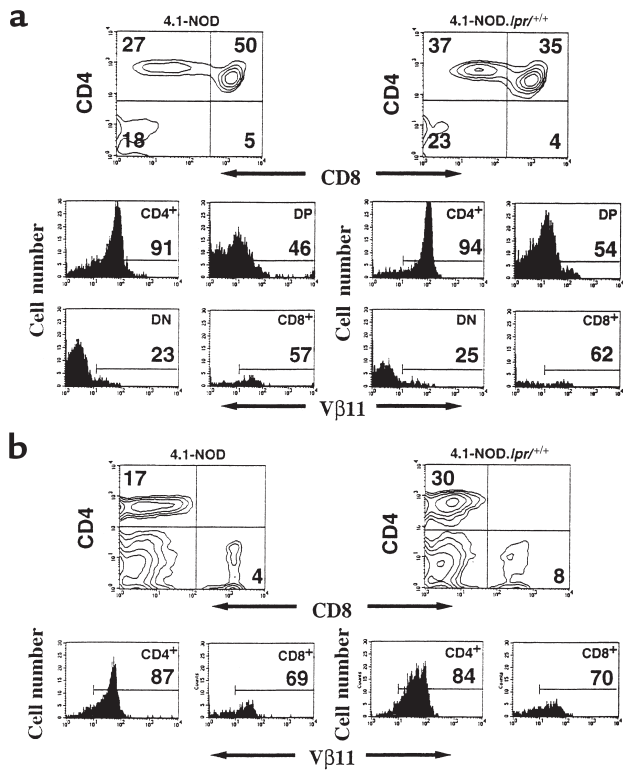 a
4.1-NOD
4.1-NOD.lpr/+/+
27 50
37 35
CD4
CD4
18 5
23 4
CD8
CD4+ 91
DP 46
CD4+ 94
DP 54
Cell number
Cell number
DN 23
CD8+ 57
DN 25
CD8+ 62
Vβ11
b
4.1-NOD
4.1-NOD.lpr/+/+
17
30
CD4
CD4
4
8
CD8
CD4+ 87
CD8+ 69
CD4+ 84
CD8+ 70
Cell number
Cell number
Counts
Counts
Counts
Vβ11